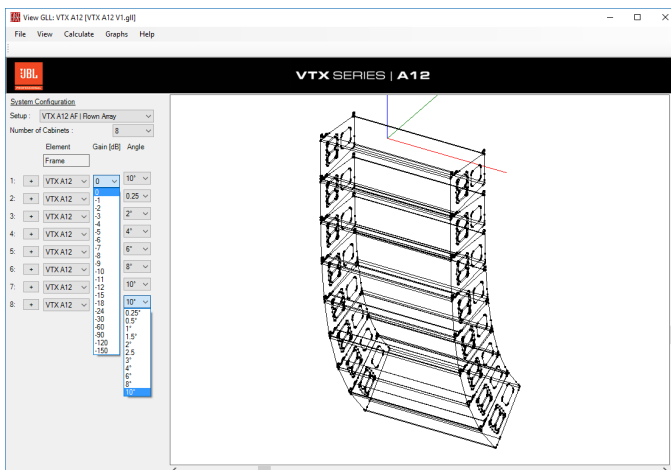 View GLL: VTX A12 [VTX A12 V1.gll]
File View Calculate Graphs Help
JBL
PROFESSIONAL
VTX SERIES | A12
System Configuration
Setup : VTX A12 AF | Flown Array
Number of Cabinets : 8
Element Gain [dB] Angle
Frame
1: + VTX A12 0 10°
2: + VTX A12 0.25
3: + VTX A12 2°
4: + VTX A12 4°
5: + VTX A12 6°
6: + VTX A12 8°
7: + VTX A12 10°
8: + VTX A12 10°
0
-1
-2
-3
-4
-5
-6
-7
-8
-9
-10
-11
-12
-15
-18
-24
-30
-60
-90
-120
-150
0.25°
0.5°
1°
1.5°
2°
2.5
3°
4°
6°
8°
10°